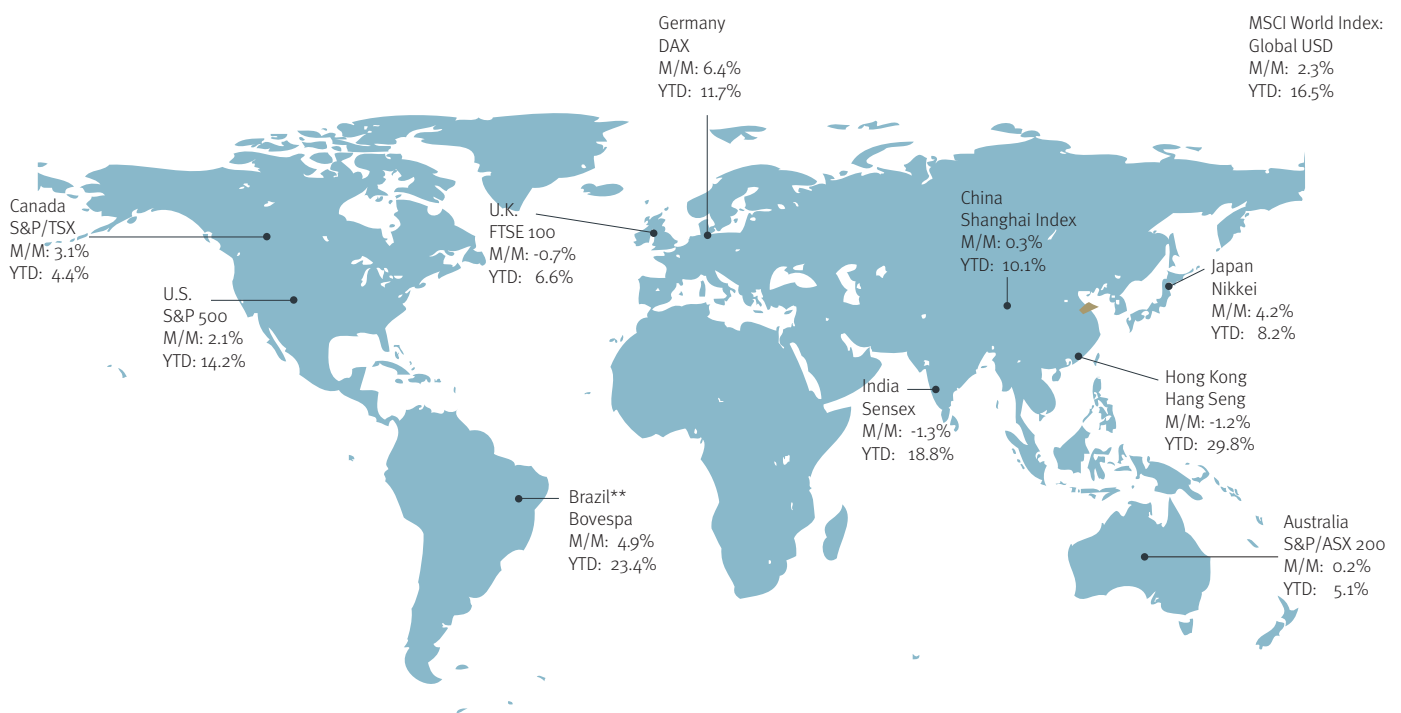 Germany
DAX
M/M: 6.4%
YTD: 11.7%
MSCI World Index:
Global USD
M/M: 2.3%
YTD: 16.5%
Canada
S&P/TSX
M/M: 3.1%
YTD: 4.4%
U.K.
FTSE 100
M/M: -0.7%
YTD: 6.6%
China
Shanghai Index
M/M: 0.3%
YTD: 10.1%
Japan
Nikkei
M/M: 4.2%
YTD: 8.2%
U.S.
S&P 500
M/M: 2.1%
YTD: 14.2%
India
Sensex
M/M: -1.3%
YTD: 18.8%
Hong Kong
Hang Seng
M/M: -1.2%
YTD: 29.8%
Brazil**
Bovespa
M/M: 4.9%
YTD: 23.4%
Australia
S&P/ASX 200
M/M: 0.2%
YTD: 5.1%